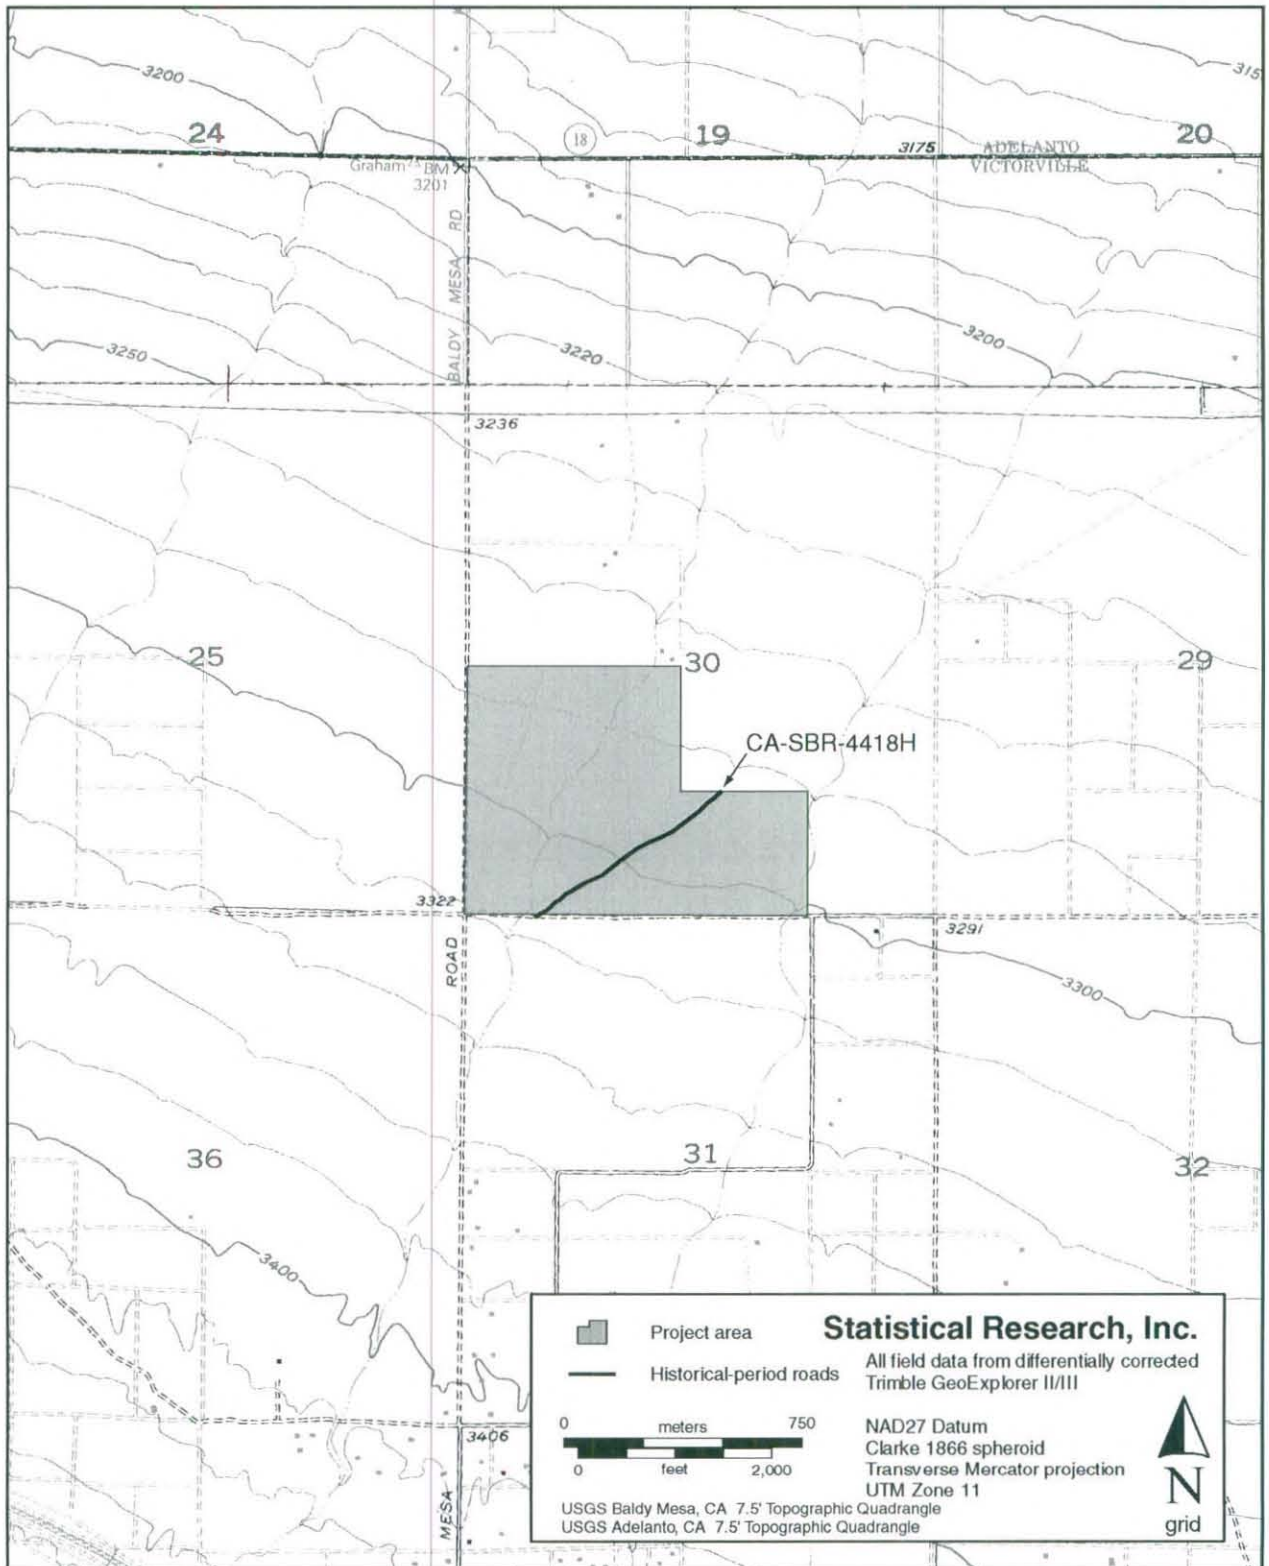 3200
315
24
18
19
3175
ADELANTO
VICTORVILLE
20
Graham BM
3201
BALDY MESA RD
3250
3220
3200
3236
25
30
29
CA-SBR-4418H
3322
3291
ROAD
3300
36
31
32
3400
3406
MESA
Project area
Historical-period roads
Statistical Research, Inc.
All field data from differentially corrected
Trimble GeoExplorer II/III
0 meters 750
0 feet 2,000
NAD27 Datum
Clarke 1866 spheroid
Transverse Mercator projection
UTM Zone 11
N
grid
USGS Baldy Mesa, CA 7.5' Topographic Quadrangle
USGS Adelanto, CA 7.5' Topographic Quadrangle